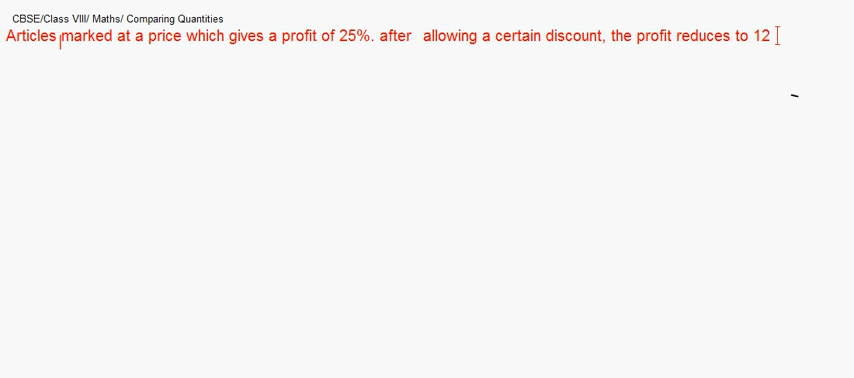 CBSE/Class VIII/ Maths/ Comparing Quantities
Articles marked at a price which gives a profit of 25%. after allowing a certain discount, the profit reduces to 12